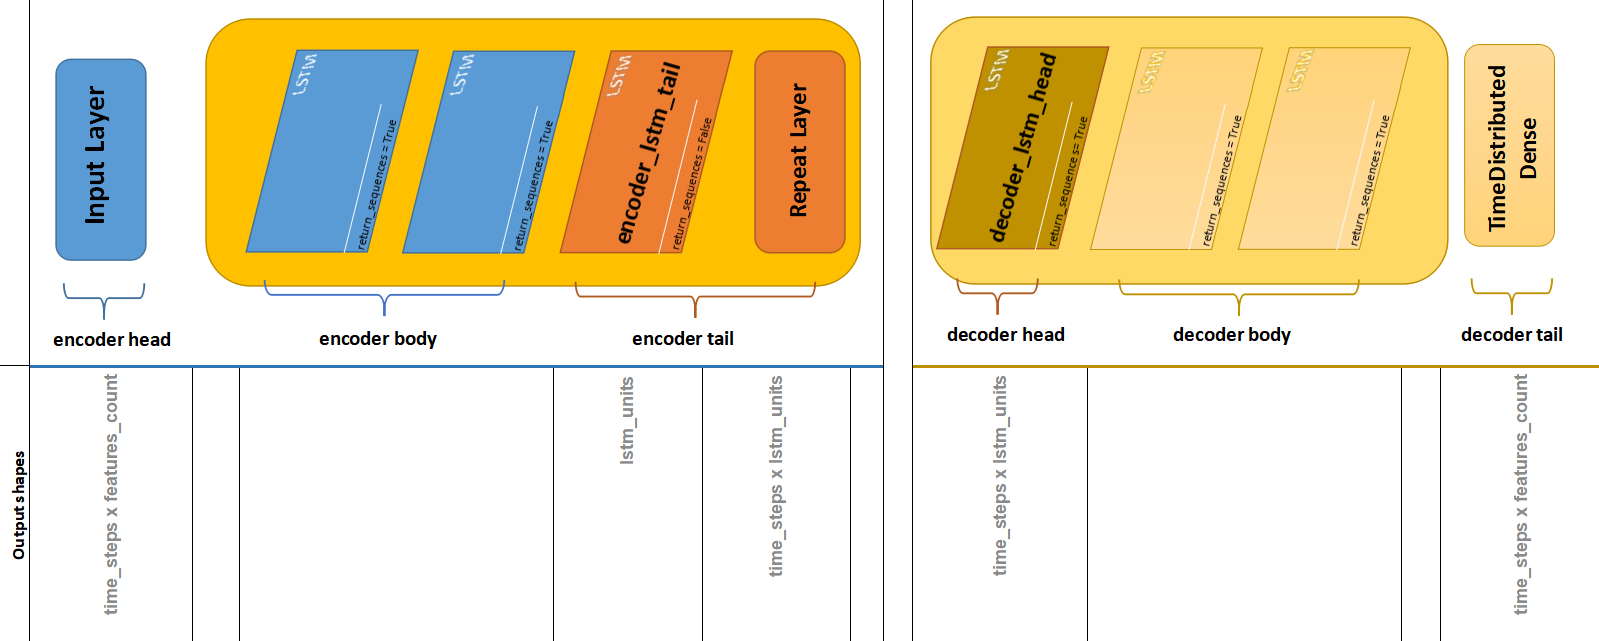 Input Layer
LSTM
return_sequences = True
LSTM
return_sequences = True
LSTM
encoder_lstm_tail
return_sequences = False
Repeat Layer
LSTM
decoder_lstm_head
return_sequences = True
LSTM
return_sequences = True
LSTM
return_sequences = True
TimeDistributed
Dense
encoder head
encoder body
encoder tail
decoder head
decoder body
decoder tail
Output shapes
time_steps x features_count
lstm_units
time_steps x lstm_units
time_steps x lstm_units
time_steps x features_count